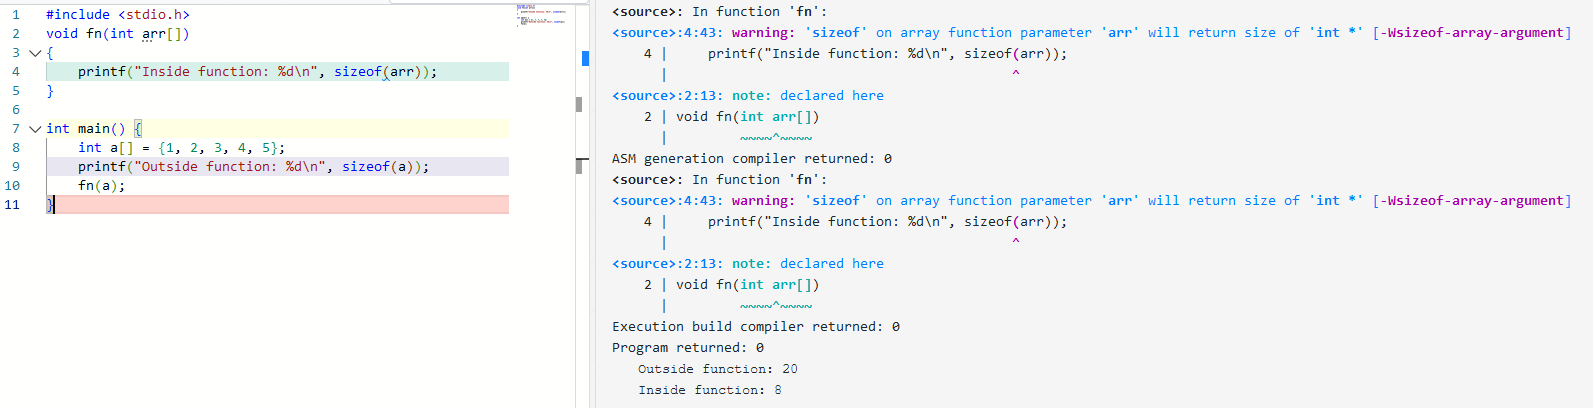 1 #include <stdio.h>
2 void fn(int arr[])
3 {
4 printf("Inside function: %d\n", sizeof(arr));
5 }
6
7 int main() {
8 int a[] = {1, 2, 3, 4, 5};
9 printf("Outside function: %d\n", sizeof(a));
10 fn(a);
11 }
<source>: In function 'fn':
<source>:4:43: warning: 'sizeof' on array function parameter 'arr' will return size of 'int *' [-Wsizeof-array-argument]
4 | printf("Inside function: %d\n", sizeof(arr));
| ^
<source>:2:13: note: declared here
2 | void fn(int arr[])
| ~~~~^~~~~
ASM generation compiler returned: 0
<source>: In function 'fn':
<source>:4:43: warning: 'sizeof' on array function parameter 'arr' will return size of 'int *' [-Wsizeof-array-argument]
4 | printf("Inside function: %d\n", sizeof(arr));
| ^
<source>:2:13: note: declared here
2 | void fn(int arr[])
| ~~~~^~~~~
Execution build compiler returned: 0
Program returned: 0
Outside function: 20
Inside function: 8